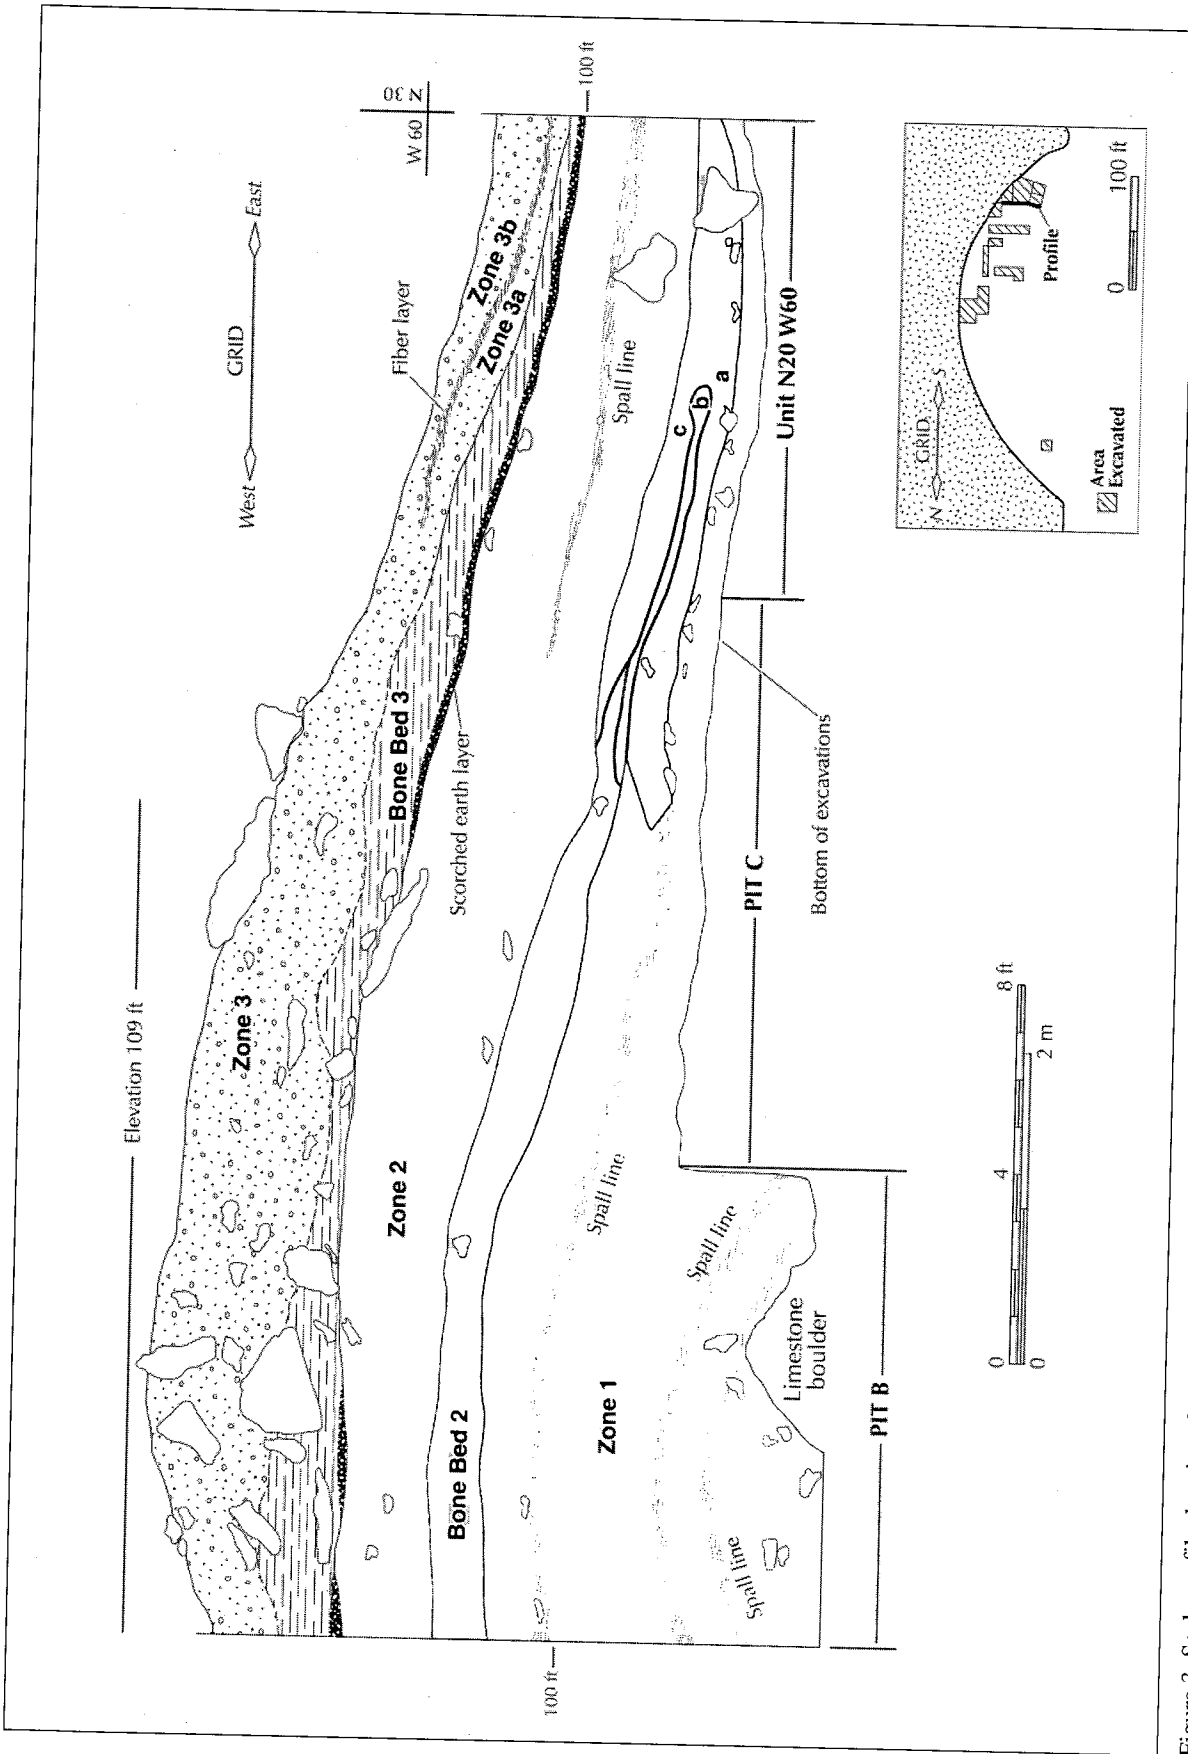 Elevation 109 ft
West
GRID
East
N 30
W 60
Fiber layer
Zone 3b
Zone 3a
Zone 3
Bone Bed 3
Scorched earth layer
100 ft
Zone 2
Spall line
Bone Bed 2
c
b
a
100 ft
Spall line
Zone 1
Spall line
Spall line
Limestone
boulder
Unit N20 W60
PIT C
PIT B
Bottom of excavations
0
4
8 ft
0
2 m
N
GRID
S
Area
Excavated
Profile
0
100 ft